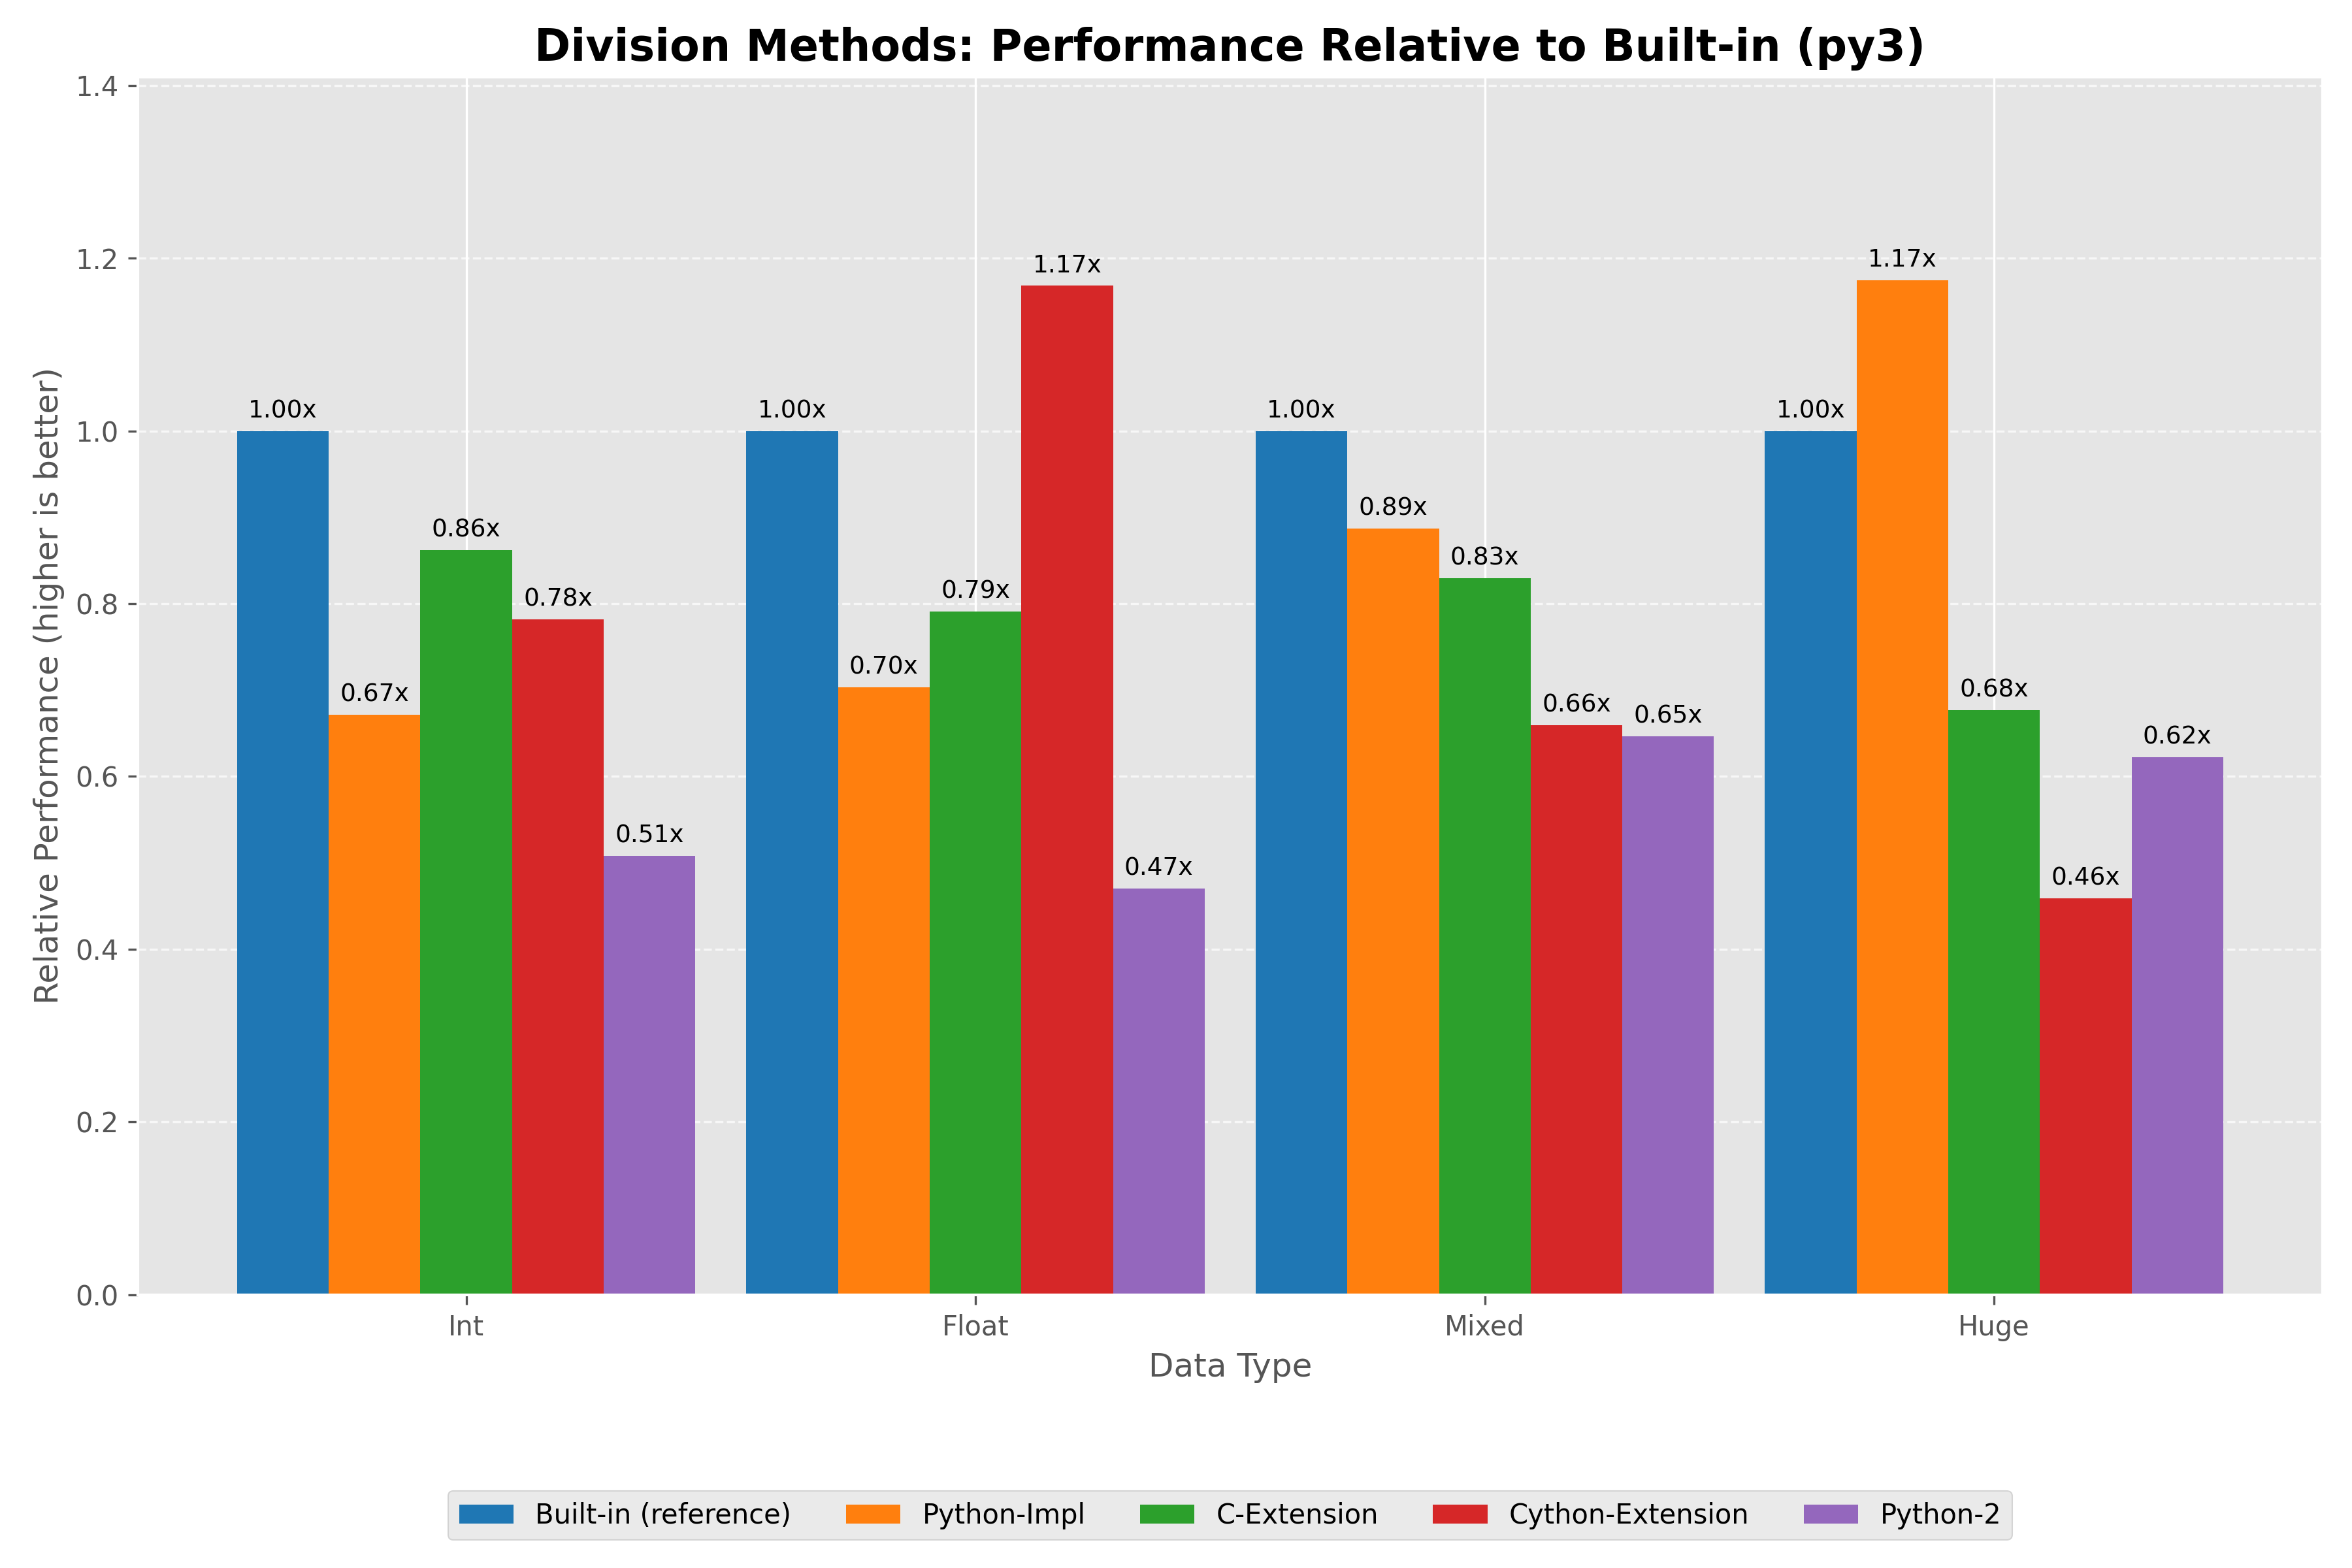 Division Methods: Performance Relative to Built-in (py3)
Relative Performance (higher is better)
1.4
1.2
1.0
0.8
0.6
0.4
0.2
0.0
1.00x
0.67x
0.86x
0.78x
0.51x
1.00x
0.70x
0.79x
1.17x
0.47x
1.00x
0.89x
0.83x
0.66x
0.65x
1.00x
1.17x
0.68x
0.46x
0.62x
Int Float Mixed Huge
Data Type
Built-in (reference) Python-Impl C-Extension Cython-Extension Python-2